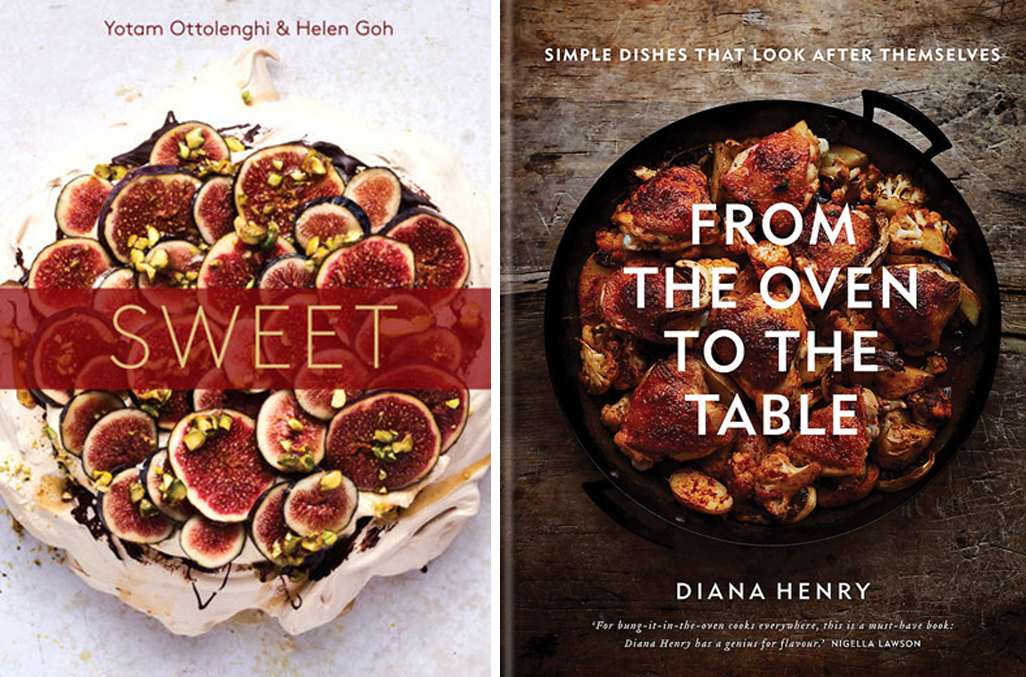 Yotam Ottolenghi & Helen Goh
SWEET
SIMPLE DISHES THAT LOOK AFTER THEMSELVES
FROM
THE OVEN
TO THE
TABLE
DIANA HENRY
‘For bung-it-in-the-oven cooks everywhere, this is a must-have book:
Diana Henry has a genius for flavour.’ NIGELLA LAWSON